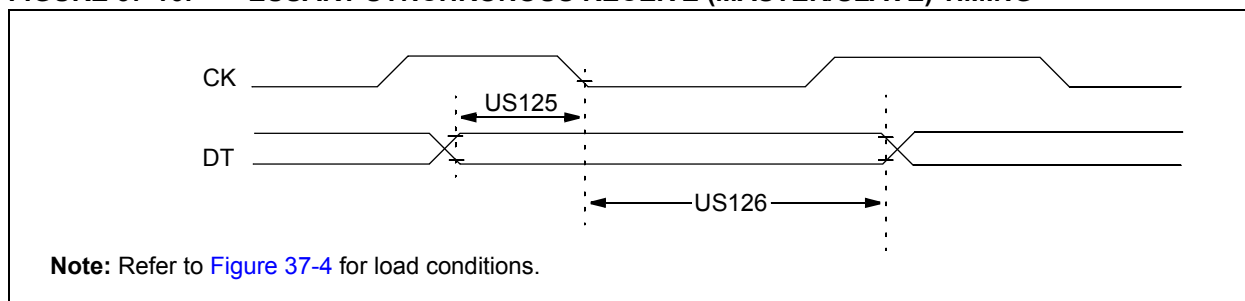 CK
US125
DT
US126
Note: Refer to Figure 37-4 for load conditions.